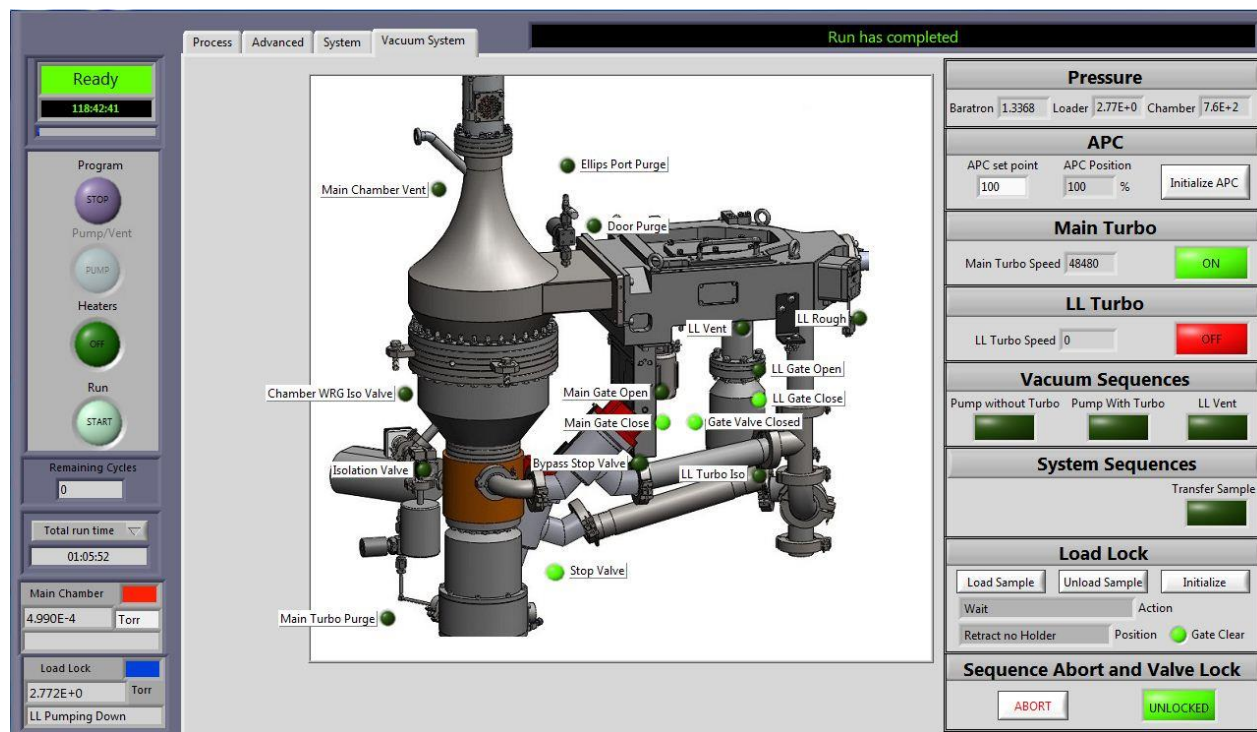 Process Advanced System Vacuum System
Run has completed
Ready
118:42:41
Program
STOP
Pump/Vent
PUMP
Heaters
OFF
Run
START
Remaining Cycles
0
Total run time
01:05:52
Main Chamber
4.990E-4 Torr
Load Lock
2.772E+0 Torr
LL Pumping Down
Ellips Port Purge
Main Chamber Vent
Door Purge
LL Rough
LL Vent
LL Gate Open
Main Gate Open
Chamber WRG Iso Valve
LL Gate Close
Main Gate Close
Gate Valve Closed
Bypass Stop Valve
Isolation Valve
LL Turbo Iso
Stop Valve
Main Turbo Purge
Pressure
Baratron 1.3368 Loader 2.77E+0 Chamber 7.6E+2
APC
APC set point APC Position
100 100 % Initialize APC
Main Turbo
Main Turbo Speed 48480 ON
LL Turbo
LL Turbo Speed 0 OFF
Vacuum Sequences
Pump without Turbo Pump With Turbo LL Vent
System Sequences
Transfer Sample
Load Lock
Load Sample Unload Sample Initialize
Wait Action
Retract no Holder Position Gate Clear
Sequence Abort and Valve Lock
ABORT UNLOCKED